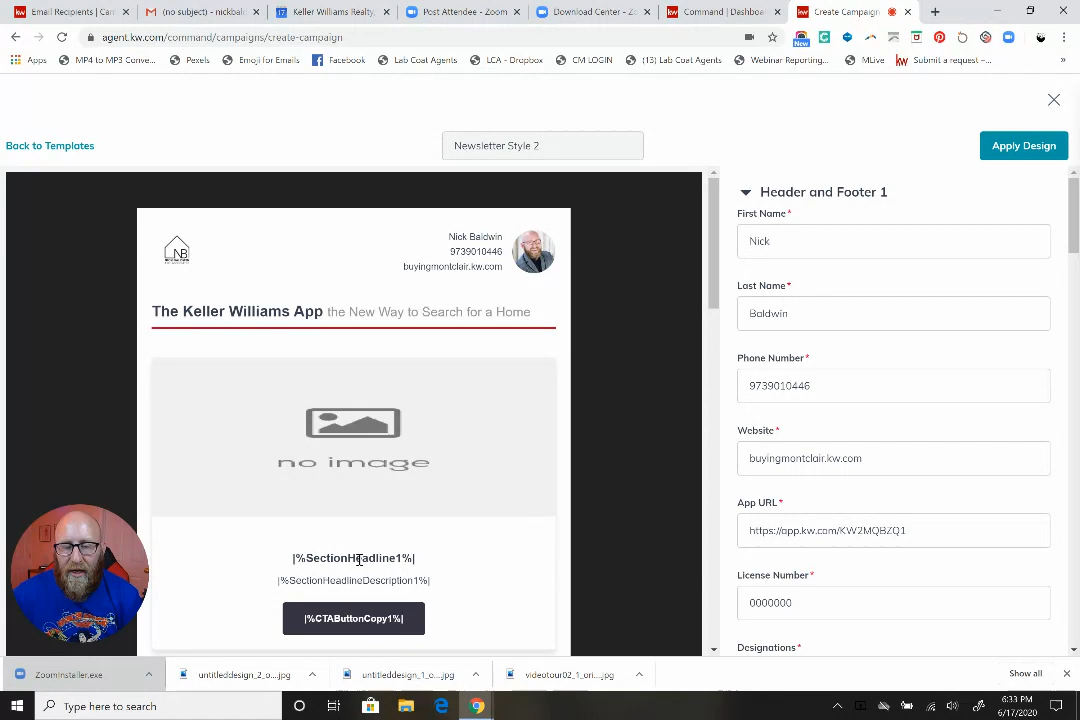 Email Recipients | Cam
(no subject) - nickbald
Keller Williams Realty,
Post Attendee - Zoom
Download Center - Zo
Command | Dashboa
Create Campaign
agent.kw.com/command/campaigns/create-campaign
New
Apps
MP4 to MP3 Conve...
Pexels
Emoji for Emails
Facebook
Lab Coat Agents
LCA - Dropbox
CM LOGIN
(13) Lab Coat Agents
Webinar Reporting...
MLive
Submit a request –...
»
Back to Templates
Newsletter Style 2
Apply Design
NB
Nick Baldwin
9739010446
buyingmontclair.kw.com
The Keller Williams App the New Way to Search for a Home
no image
|%SectionHeadline1%|
|%SectionHeadlineDescription1%|
|%CTAButtonCopy1%|
Header and Footer 1
First Name*
Nick
Last Name*
Baldwin
Phone Number*
9739010446
Website*
buyingmontclair.kw.com
App URL*
https://app.kw.com/KW2MQBZQ1
License Number*
0000000
Designations*
ZoomInstaller.exe
untitleddesign_2_o....jpg
untitleddesign_1_o....jpg
videotour02_1_ori....jpg
Show all
Type here to search
6:33 PM
6/17/2020